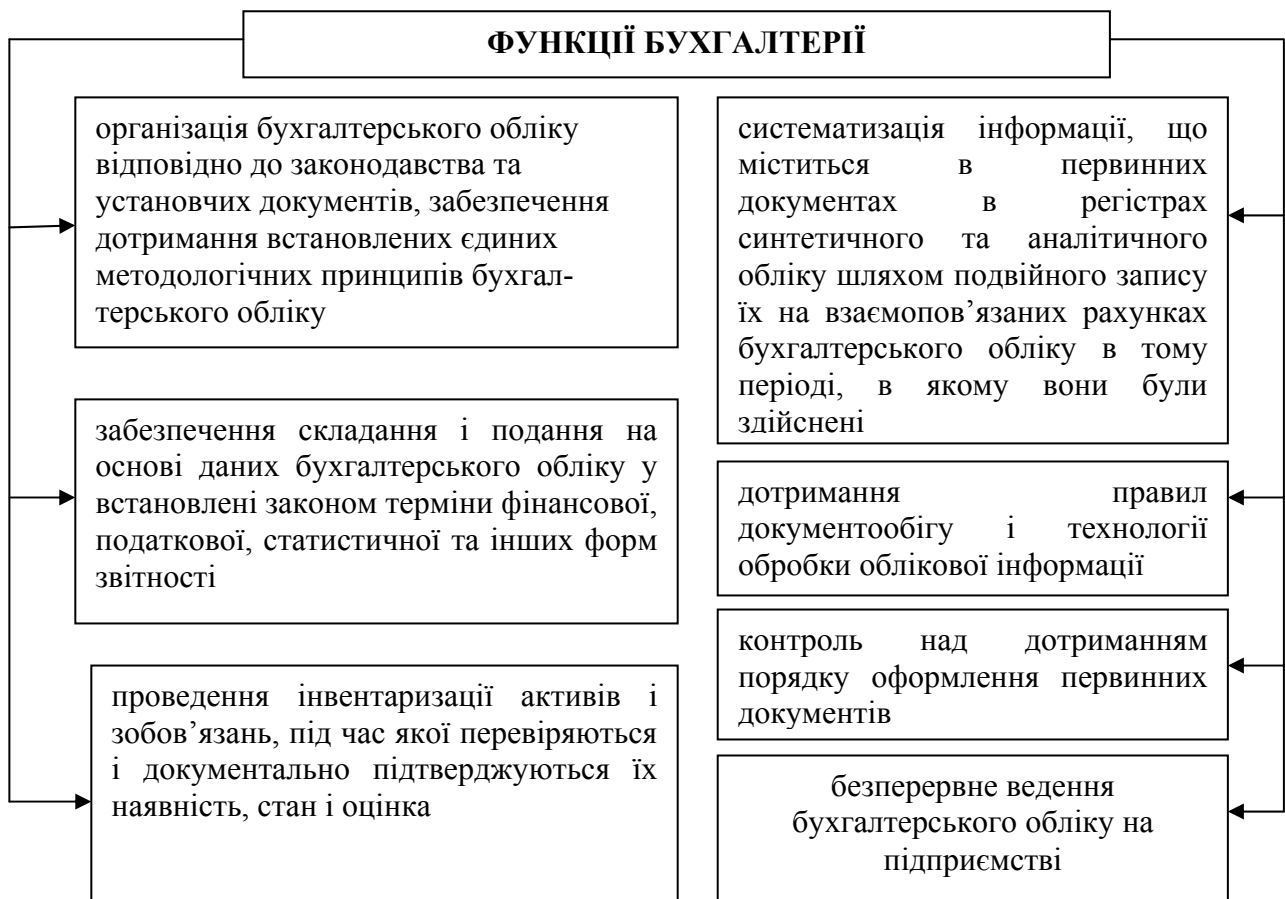 ФУНКЦІЇ БУХГАЛТЕРІЇ
організація бухгалтерського обліку
відповідно до законодавства та
установчих документів, забезпечення
дотримання встановлених єдиних
методологічних принципів бухгал-
терського обліку
забезпечення складання і подання на
основі даних бухгалтерського обліку у
встановлені законом терміни фінансової,
податкової, статистичної та інших форм
звітності
проведення інвентаризації активів і
зобов’язань, під час якої перевіряються
і документально підтверджуються їх
наявність, стан і оцінка
систематизація інформації, що
міститься в первинних
документах в регістрах
синтетичного та аналітичного
обліку шляхом подвійного запису
їх на взаємопов’язаних рахунках
бухгалтерського обліку в тому
періоді, в якому вони були
здійснені
дотримання правил
документообігу і технології
обробки облікової інформації
контроль над дотриманням
порядку оформлення первинних
документів
безперервне ведення
бухгалтерського обліку на
підприємстві